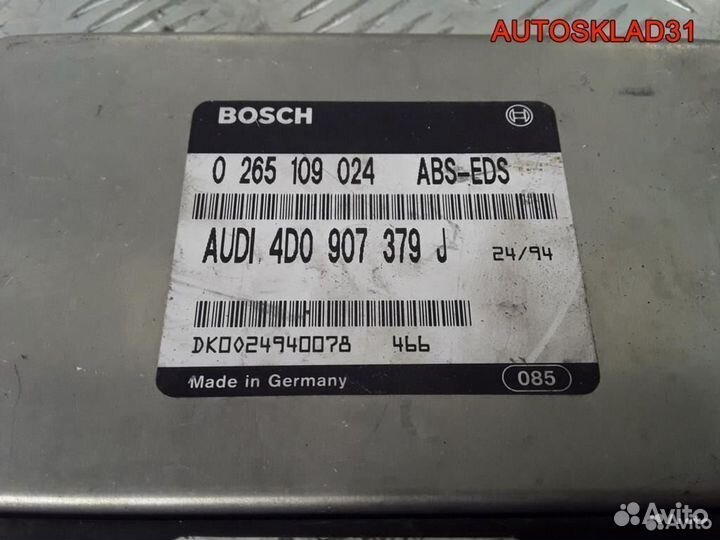 AUTOSKLAD31
BOSCH
0 265 109 024 ABS-EDS
AUDI 4D0 907 379 J 24/94
DK0024940078 466
Made in Germany 085
Avito
Avito